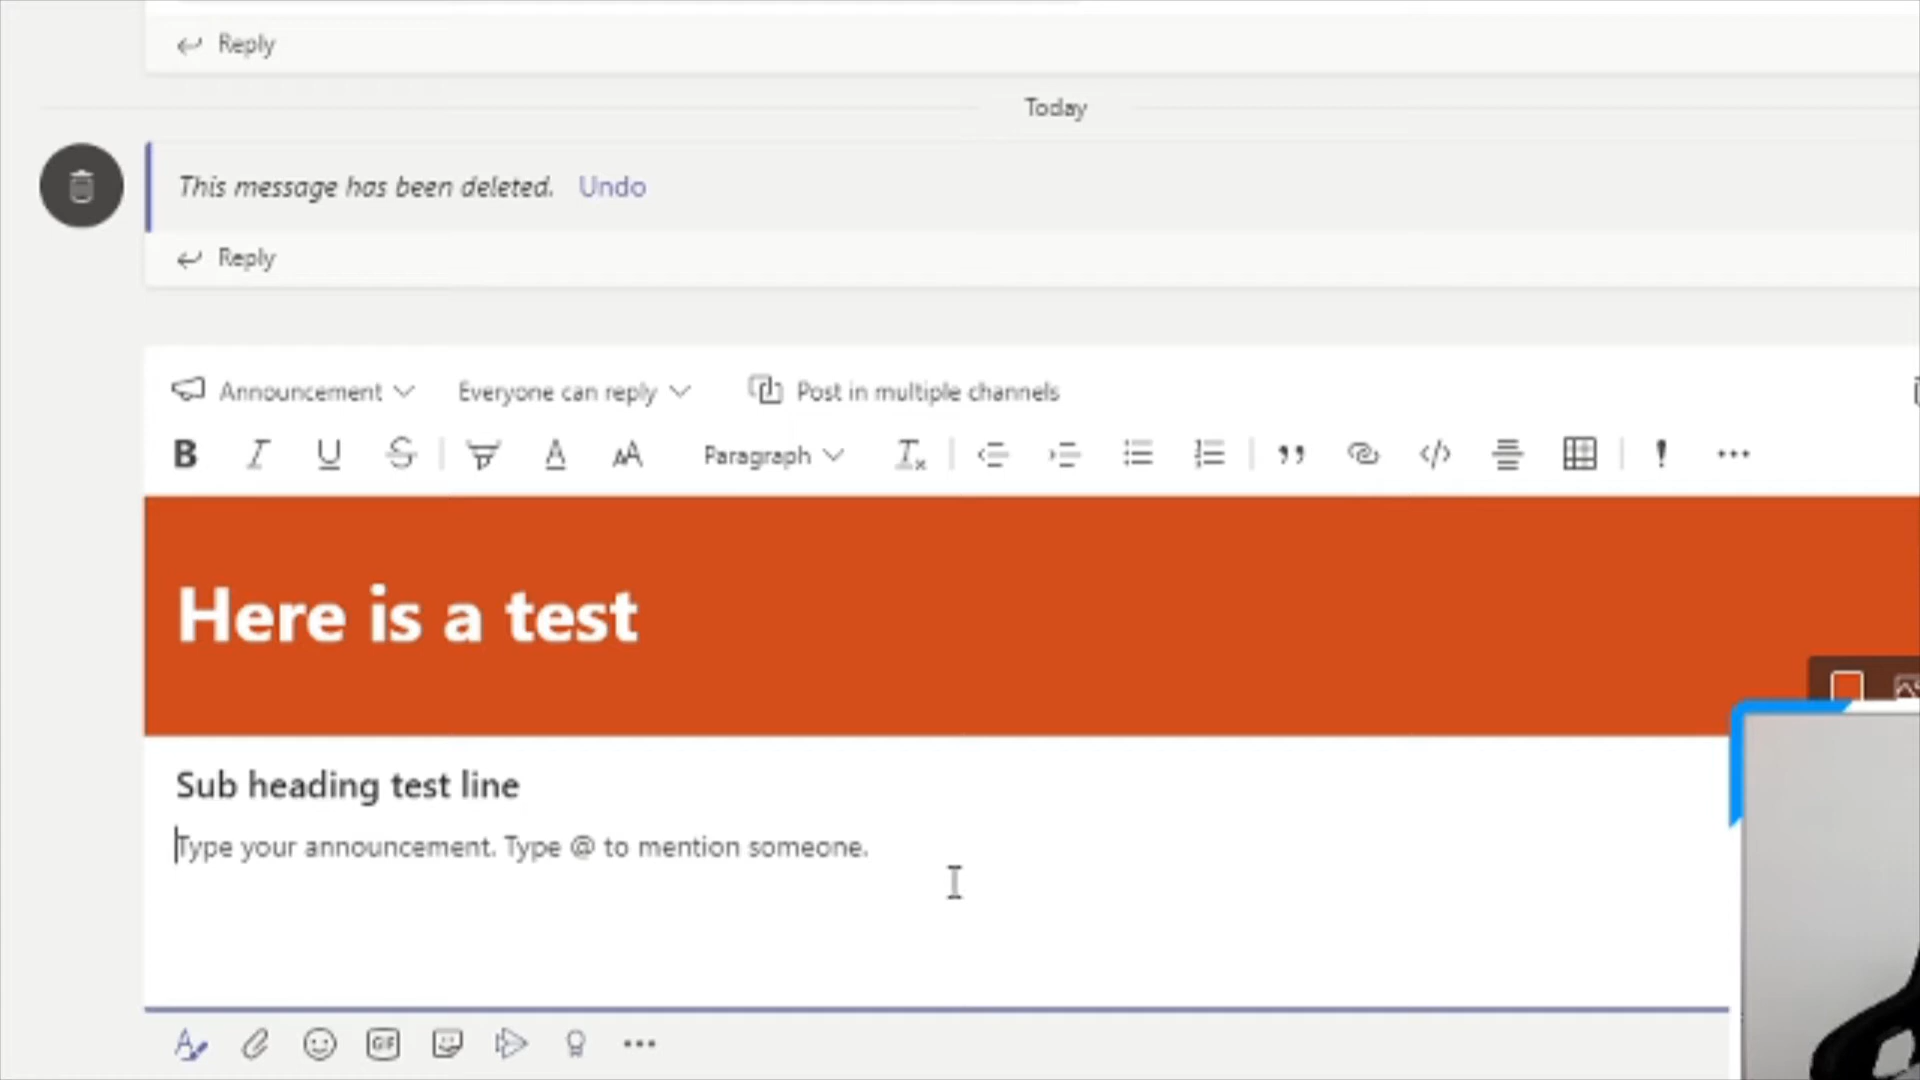 Reply
Today
This message has been deleted. Undo
Reply
Announcement Everyone can reply Post in multiple channels
B I U S A AA Paragraph
Here is a test
Sub heading test line
Type your announcement. Type @ to mention someone.
GIF